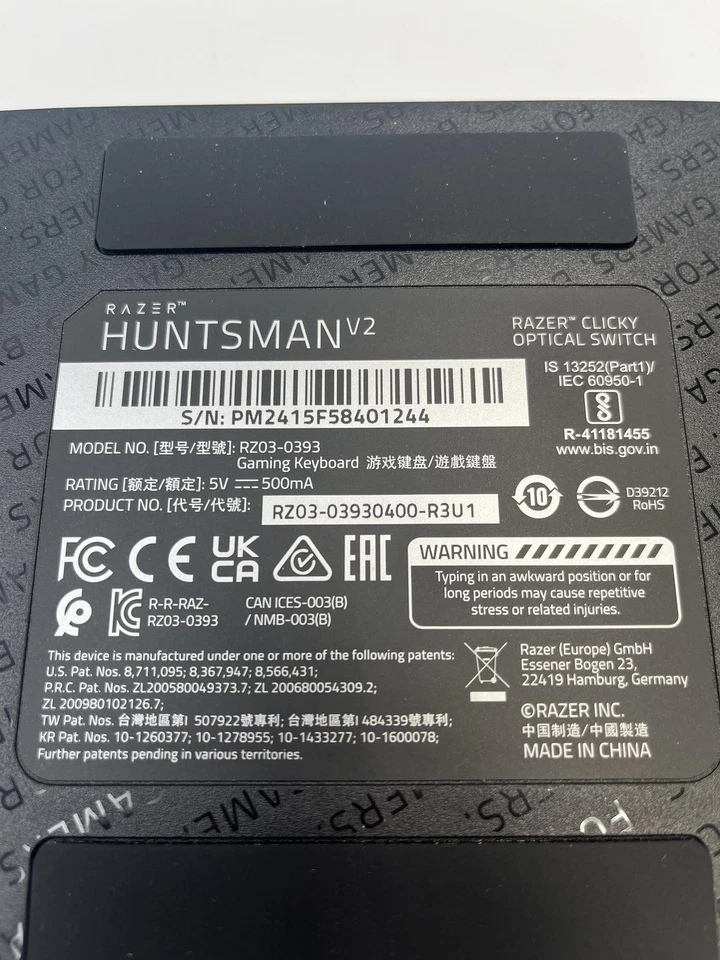 RAZER™
HUNTSMAN V2
RAZER™ CLICKY
OPTICAL SWITCH
S/N: PM2415F58401244
IS 13252(Part1)/
IEC 60950-1
R-41181455
www.bis.gov.in
MODEL NO. [型号/型號]: RZ03-0393
Gaming Keyboard 游戏键盘/遊戲鍵盤
RATING [额定/額定]: 5V ⎓ 500mA
PRODUCT NO. [代号/代號]: RZ03-03930400-R3U1
10
D39212
RoHS
FC CE UK
CA EAC
WARNING
Typing in an awkward position or for
long periods may cause repetitive
stress or related injuries.
R-R-RAZ-
RZ03-0393
CAN ICES-003(B)
/ NMB-003(B)
This device is manufactured under one or more of the following patents:
U.S. Pat. Nos. 8,711,095; 8,367,947; 8,566,431;
P.R.C. Pat. Nos. ZL200580049373.7; ZL 200680054309.2;
ZL 200980102126.7;
TW Pat. Nos. 台灣地區第I 507922號專利; 台灣地區第I 484339號專利;
KR Pat. Nos. 10-1260377; 10-1278955; 10-1433277; 10-1600078;
Further patents pending in various territories.
Razer (Europe) GmbH
Essener Bogen 23,
22419 Hamburg, Germany
©RAZER INC.
中国制造/中國製造
MADE IN CHINA